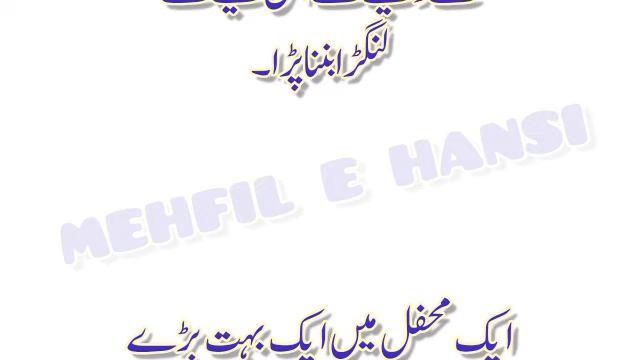 لنگڑا بننا پڑا۔
MEHFIL E HANSI
ایک محفل میں ایک بہت بڑے